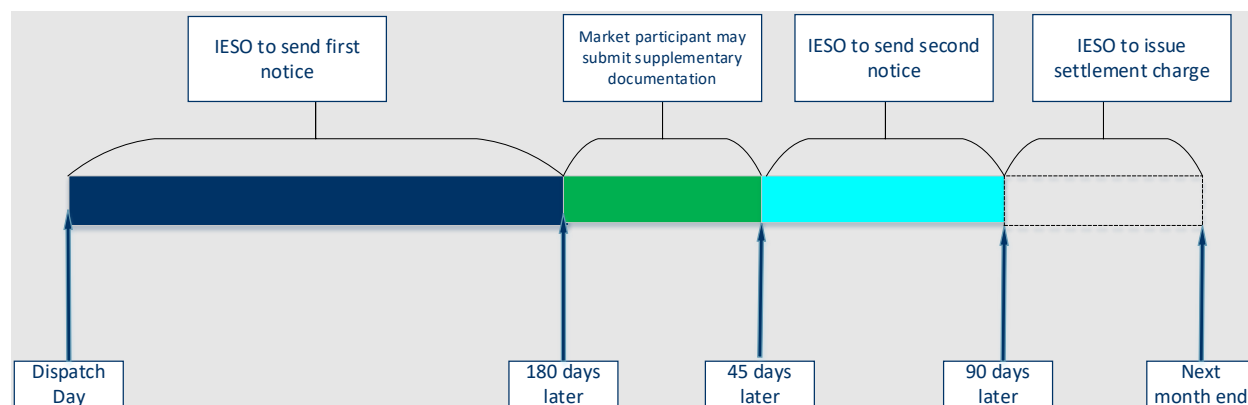 IESO to send first
notice
Market participant may
submit supplementary
documentation
IESO to send second
notice
IESO to issue
settlement charge
Dispatch
Day
180 days
later
45 days
later
90 days
later
Next
month end